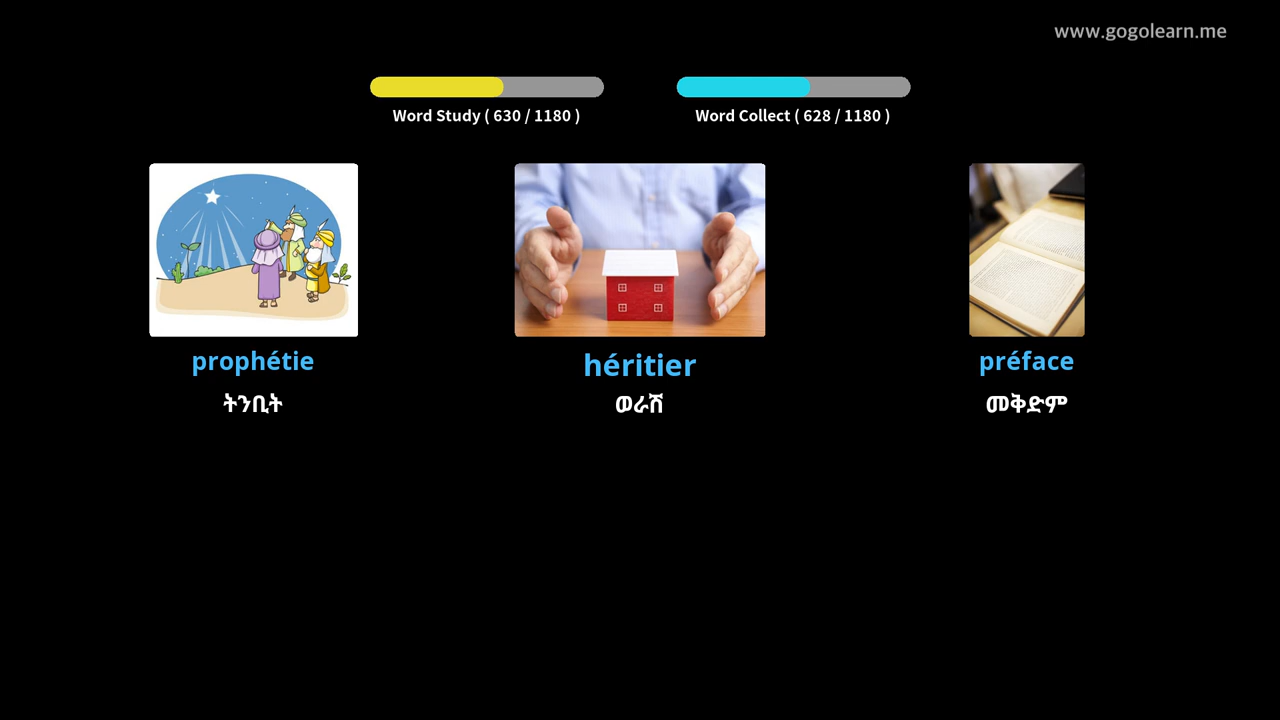 www.gogolearn.me
Word Study ( 630 / 1180 )
Word Collect ( 628 / 1180 )
prophétie
héritier
préface
ትንቢት
ወራሽ
መቅድም